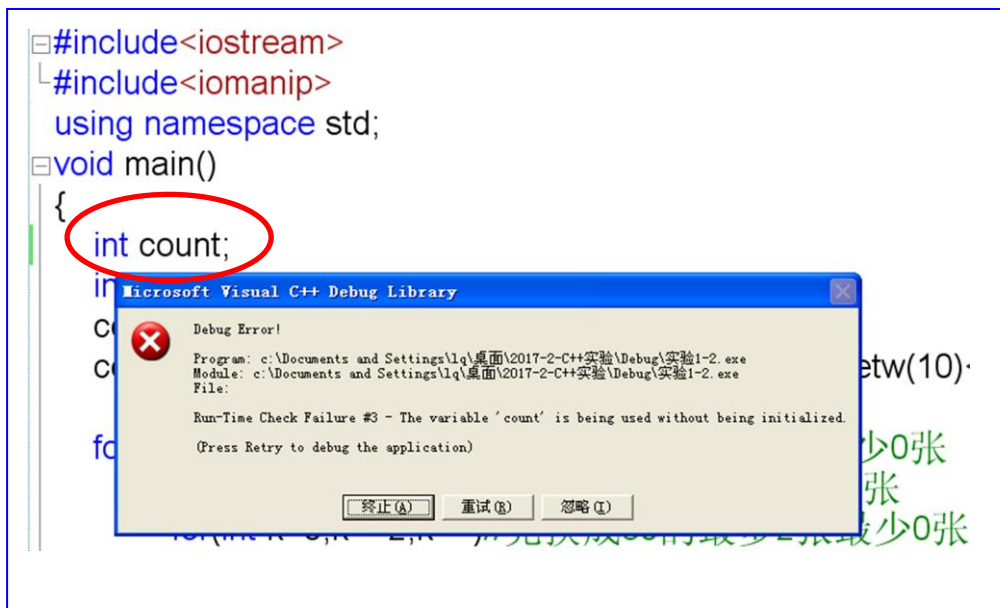 #include<iostream>
#include<iomanip>
using namespace std;
void main()
{
int count;
in
Microsoft Visual C++ Debug Library
Debug Error!
Program: c:\Documents and Settings\lq\桌面\2017-2-C++实验\Debug\实验1-2.exe
Module: c:\Documents and Settings\lq\桌面\2017-2-C++实验\Debug\实验1-2.exe
File:
Run-Time Check Failure #3 - The variable 'count' is being used without being initialized.
(Press Retry to debug the application)
终止(A) 重试(R) 忽略(I)
etw(10)<
fo 少0张
张
最少0张